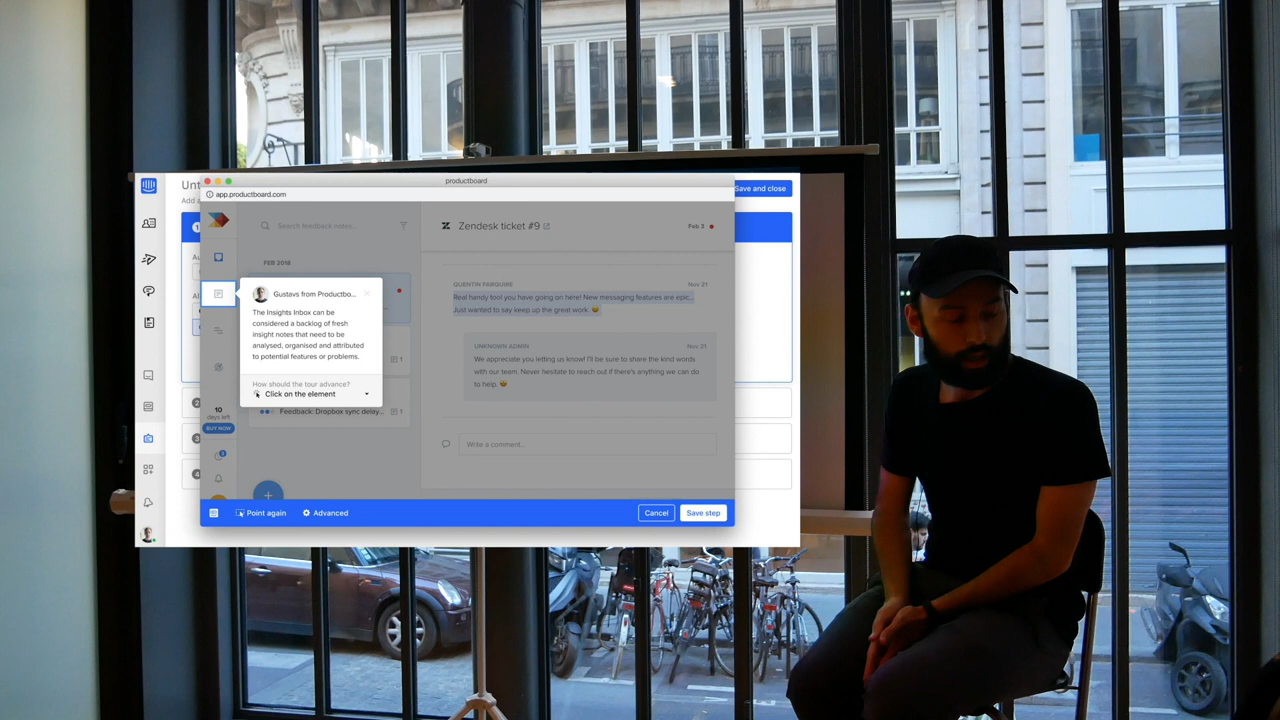 Unt
productboard
Save and close
app.productboard.com
Search feedback notes...
Zendesk ticket #9
Feb 3
FEB 2018
QUENTIN FARQUIRE
Nov 21
Real handy tool you have going on here! New messaging features are epic...
Just wanted to say keep up the great work. 😀
Gustavs from Productbo...
The Insights Inbox can be
considered a backlog of fresh
insight notes that need to be
analysed, organised and attributed
to potential features or problems.
UNKNOWN ADMIN
Nov 21
We appreciate you letting us know! I'll be sure to share the kind words
with our team. Never hesitate to reach out if there's anything we can do
to help. 😀
How should the tour advance?
Click on the element
Feedback: Dropbox sync delay...
1
10
days left
BUY NOW
Write a comment...
Point again
Advanced
Cancel
Save step